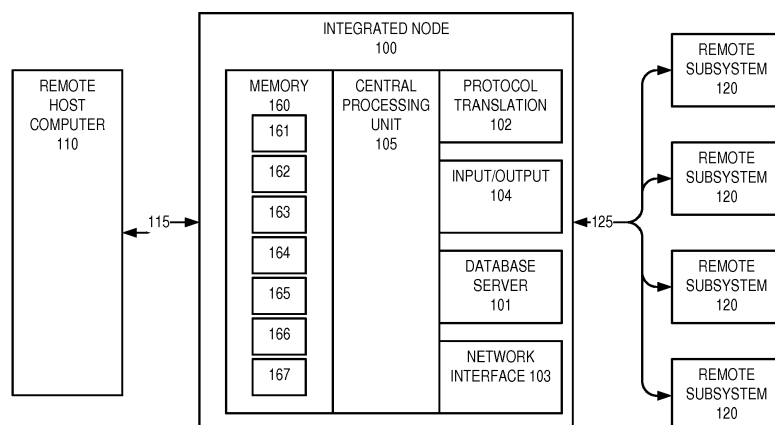 INTEGRATED NODE
100
REMOTE
HOST
COMPUTER
110
115
MEMORY
160
161
162
163
164
165
166
167
CENTRAL
PROCESSING
UNIT
105
PROTOCOL
TRANSLATION
102
INPUT/OUTPUT
104
DATABASE
SERVER
101
NETWORK
INTERFACE 103
125
REMOTE
SUBSYSTEM
120
REMOTE
SUBSYSTEM
120
REMOTE
SUBSYSTEM
120
REMOTE
SUBSYSTEM
120